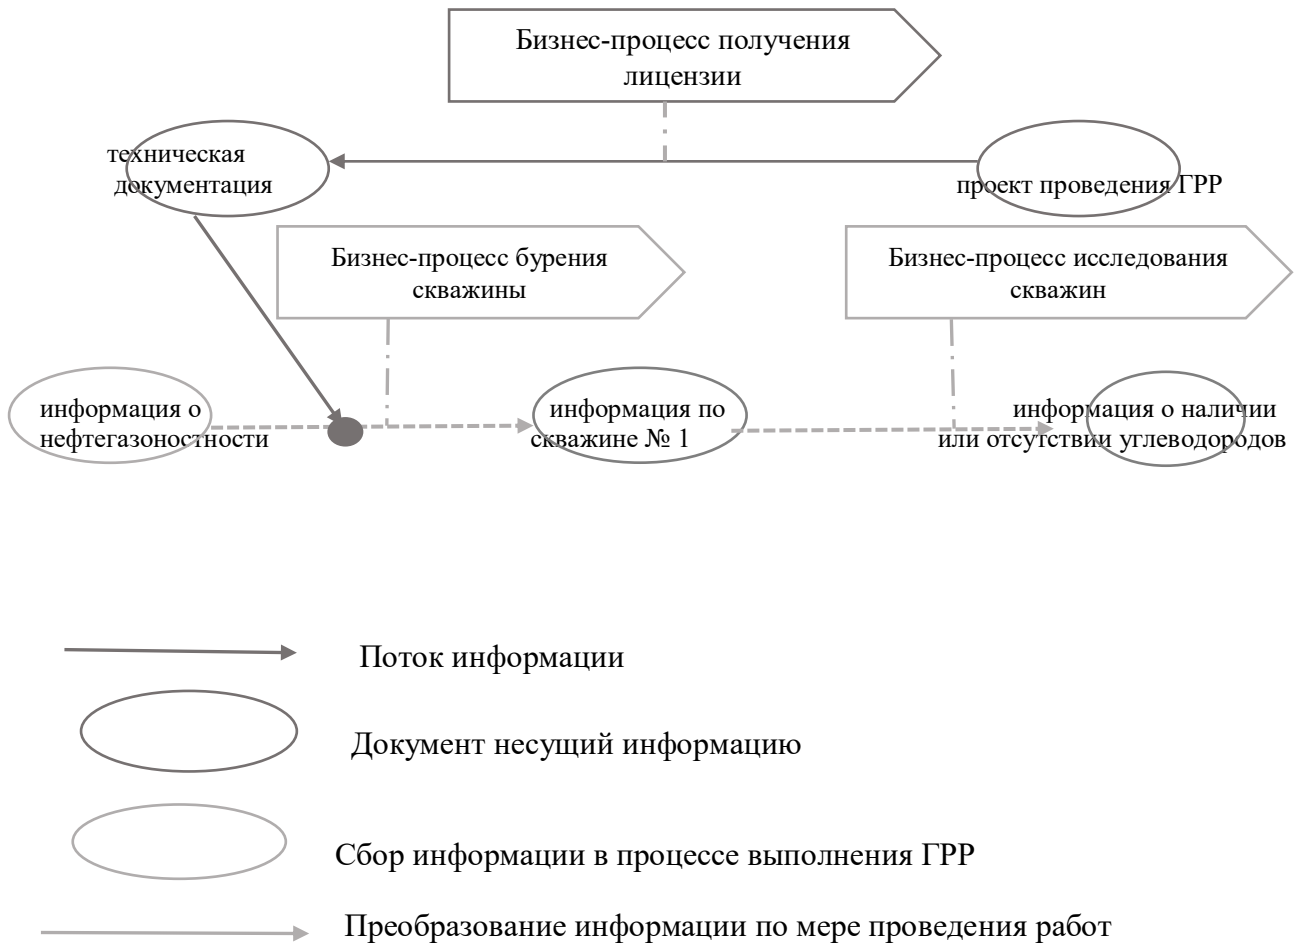 Бизнес-процесс получения
лицензии
техническая
документация
проект проведения ГРР
Бизнес-процесс бурения
скважины
Бизнес-процесс исследования
скважин
информация о
нефтегазоностности
информация по
скважине № 1
информация о наличии
или отсутствии углеводородов
Поток информации
Документ несущий информацию
Сбор информации в процессе выполнения ГРР
Преобразование информации по мере проведения работ